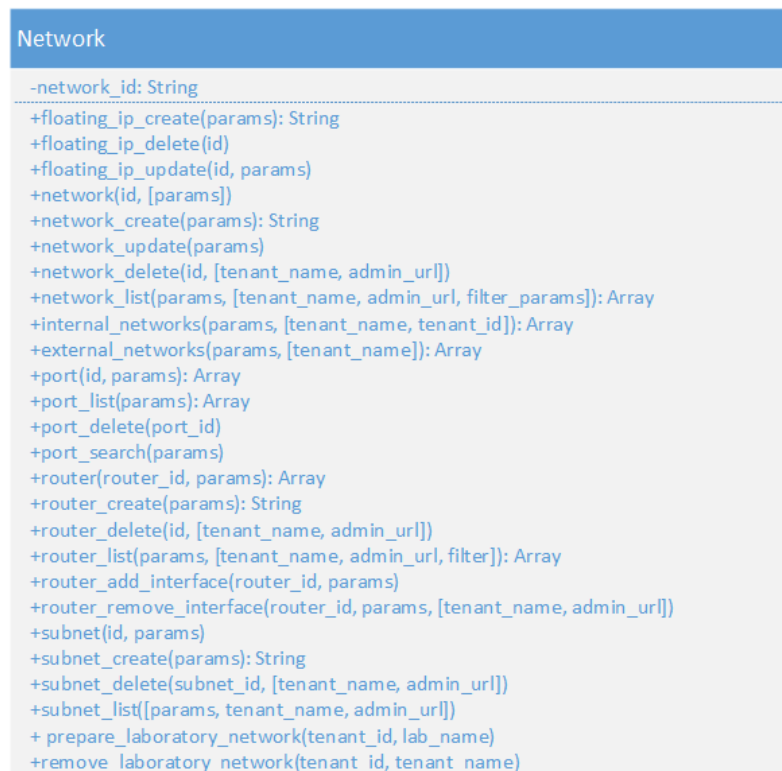 Network
-network_id: String
+floating_ip_create(params): String
+floating_ip_delete(id)
+floating_ip_update(id, params)
+network(id, [params])
+network_create(params): String
+network_update(params)
+network_delete(id, [tenant_name, admin_url])
+network_list(params, [tenant_name, admin_url, filter_params]): Array
+internal_networks(params, [tenant_name, tenant_id]): Array
+external_networks(params, [tenant_name]): Array
+port(id, params): Array
+port_list(params): Array
+port_delete(port_id)
+port_search(params)
+router(router_id, params): Array
+router_create(params): String
+router_delete(id, [tenant_name, admin_url])
+router_list(params, [tenant_name, admin_url, filter]): Array
+router_add_interface(router_id, params)
+router_remove_interface(router_id, params, [tenant_name, admin_url])
+subnet(id, params)
+subnet_create(params): String
+subnet_delete(subnet_id, [tenant_name, admin_url])
+subnet_list([params, tenant_name, admin_url])
+ prepare_laboratory_network(tenant_id, lab_name)
+remove_laboratory_network(tenant_id, tenant_name)